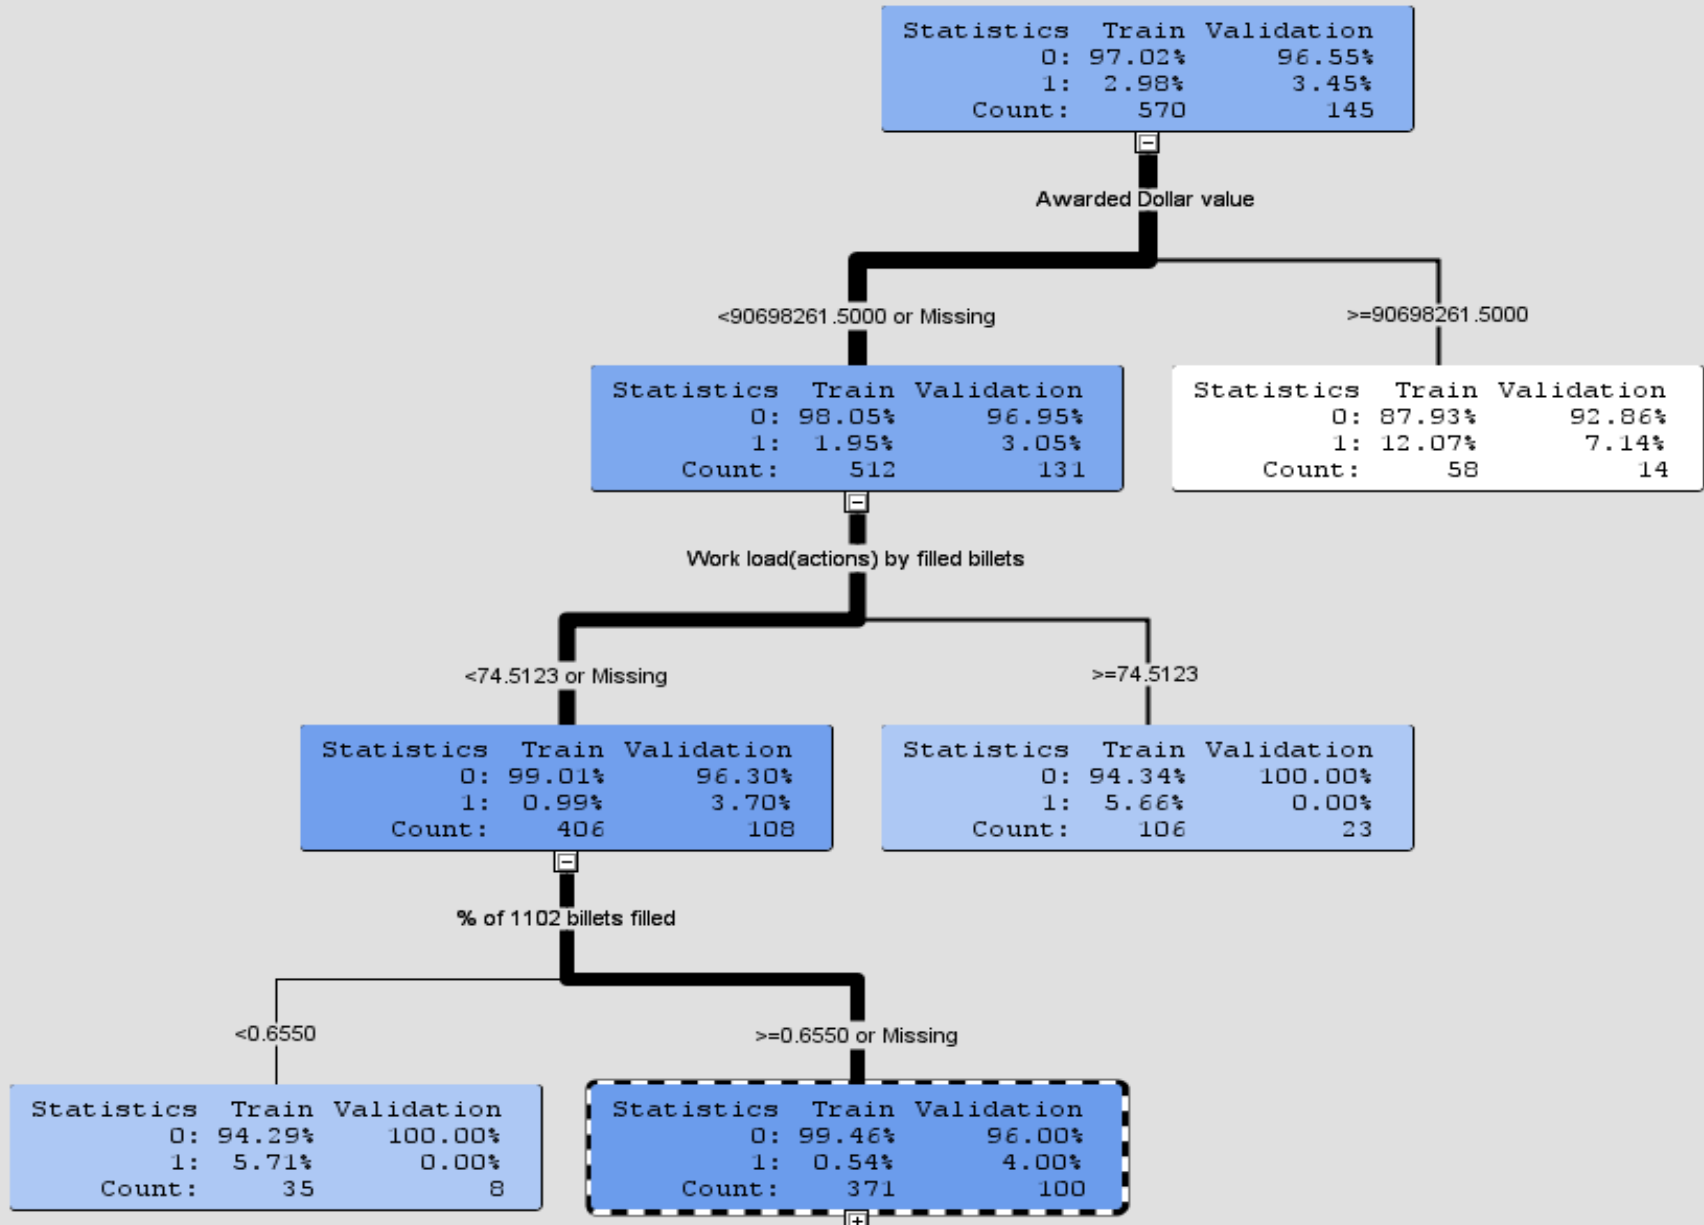 Statistics Train Validation
0: 97.02% 96.55%
1: 2.98% 3.45%
Count: 570 145
Awarded Dollar value
<90698261.5000 or Missing
>=90698261.5000
Statistics Train Validation
0: 98.05% 96.95%
1: 1.95% 3.05%
Count: 512 131
Statistics Train Validation
0: 87.93% 92.86%
1: 12.07% 7.14%
Count: 58 14
Work load(actions) by filled billets
<74.5123 or Missing
>=74.5123
Statistics Train Validation
0: 99.01% 96.30%
1: 0.99% 3.70%
Count: 406 108
Statistics Train Validation
0: 94.34% 100.00%
1: 5.66% 0.00%
Count: 106 23
% of 1102 billets filled
<0.6550
>=0.6550 or Missing
Statistics Train Validation
0: 94.29% 100.00%
1: 5.71% 0.00%
Count: 35 8
Statistics Train Validation
0: 99.46% 96.00%
1: 0.54% 4.00%
Count: 371 100